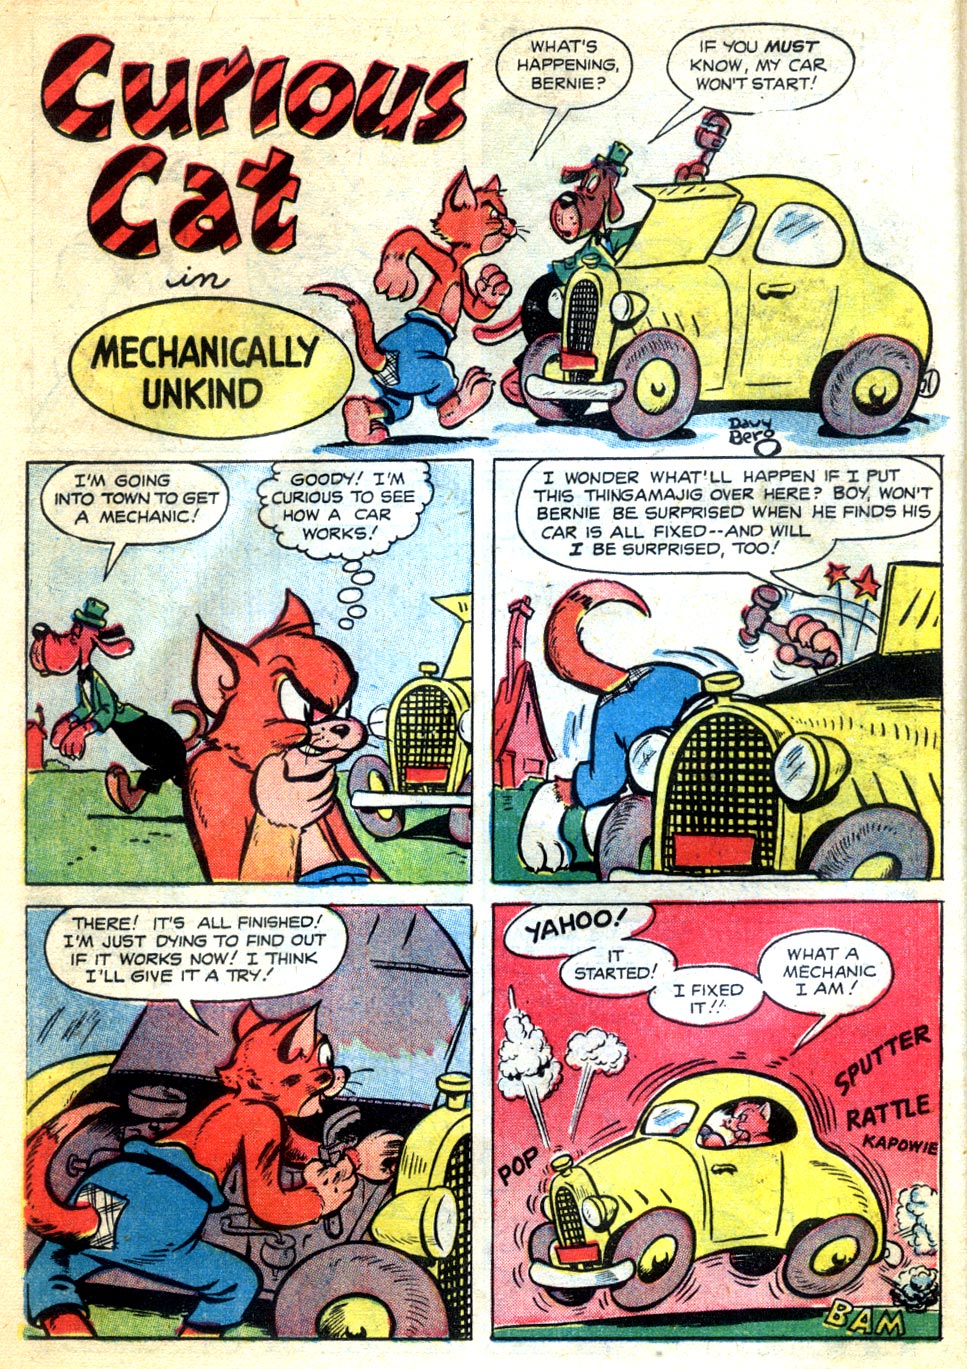 Curious
Cat
in
MECHANICALLY
UNKIND
WHAT'S
HAPPENING,
BERNIE?
IF YOU MUST
KNOW, MY CAR
WON'T START!
Davy
Berg
I'M GOING
INTO TOWN TO GET
A MECHANIC!
GOODY! I'M
CURIOUS TO SEE
HOW A CAR
WORKS!
I WONDER WHAT'LL HAPPEN IF I PUT
THIS THINGAMAJIG OVER HERE? BOY, WON'T
BERNIE BE SURPRISED WHEN HE FINDS HIS
CAR IS ALL FIXED--AND WILL
I BE SURPRISED, TOO!
THERE! IT'S ALL FINISHED!
I'M JUST DYING TO FIND OUT
IF IT WORKS NOW! I THINK
I'LL GIVE IT A TRY!
YAHOO!
IT
STARTED!
I FIXED
IT!!
WHAT A
MECHANIC
I AM!
SPUTTER
RATTLE
KAPOWIE
POP
BAM